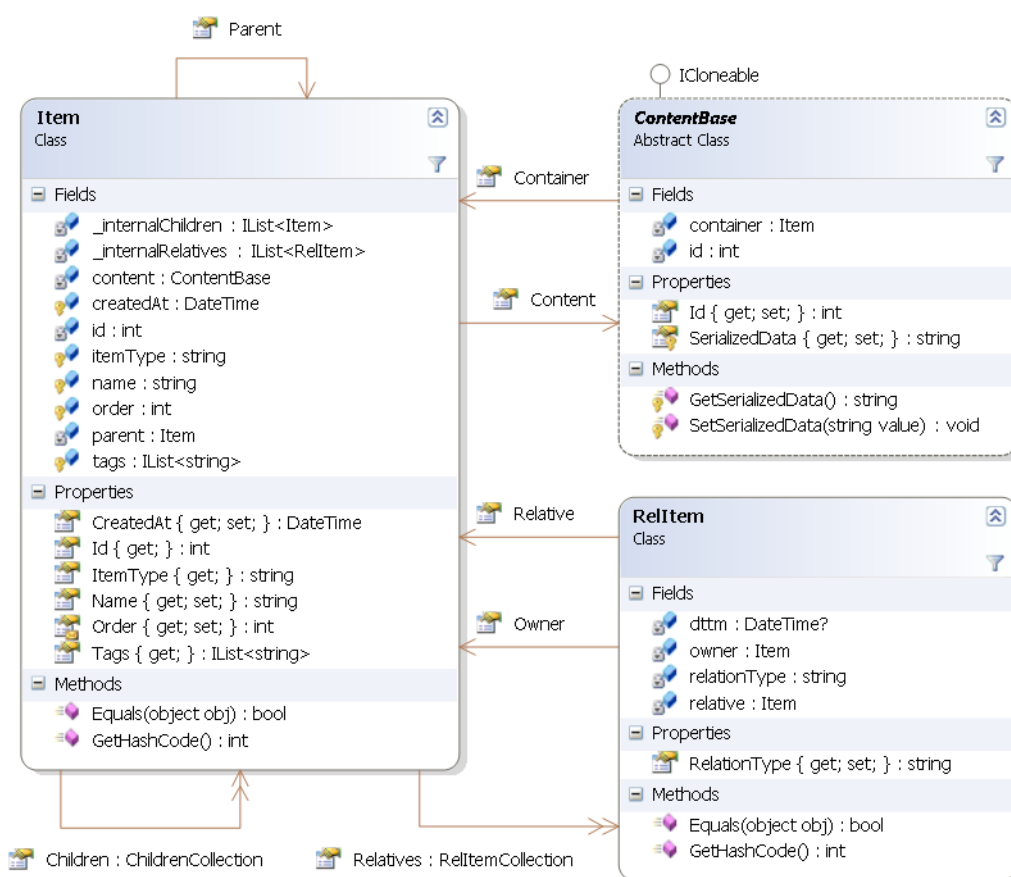 Parent
Item
Class
Fields
_internalChildren : IList<Item>
_internalRelatives : IList<RelItem>
content : ContentBase
createdAt : DateTime
id : int
itemType : string
name : string
order : int
parent : Item
tags : IList<string>
Properties
CreatedAt { get; set; } : DateTime
Id { get; } : int
ItemType { get; } : string
Name { get; set; } : string
Order { get; set; } : int
Tags { get; } : IList<string>
Methods
Equals(object obj) : bool
GetHashCode() : int
Children : ChildrenCollection
Relatives : RelItemCollection
Container
Content
Relative
Owner
ICloneable
ContentBase
Abstract Class
Fields
container : Item
id : int
Properties
Id { get; set; } : int
SerializedData { get; set; } : string
Methods
GetSerializedData() : string
SetSerializedData(string value) : void
RelItem
Class
Fields
dttm : DateTime?
owner : Item
relationType : string
relative : Item
Properties
RelationType { get; set; } : string
Methods
Equals(object obj) : bool
GetHashCode() : int